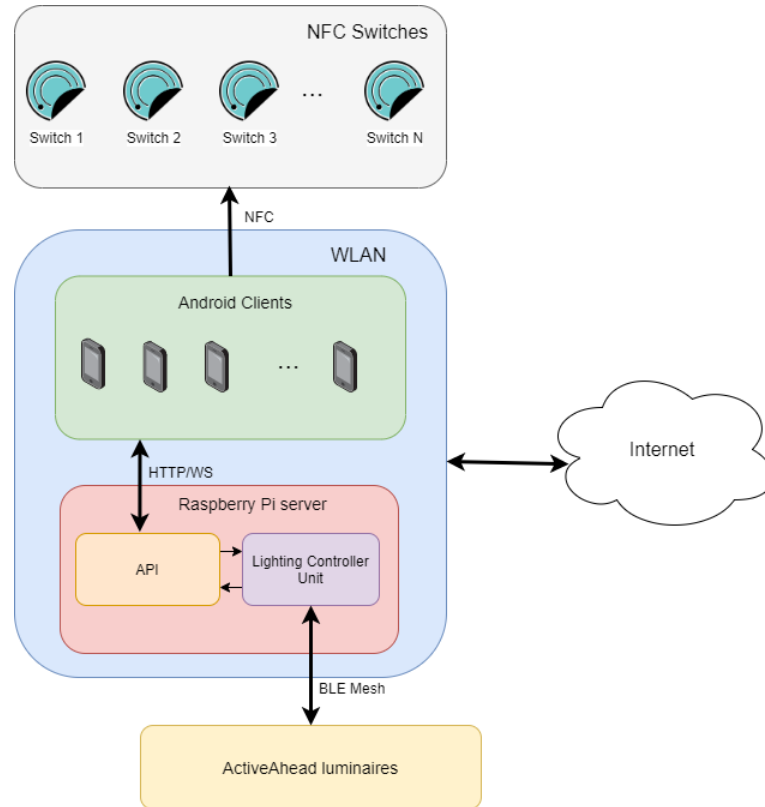 NFC Switches
Switch 1
Switch 2
Switch 3
...
Switch N
NFC
WLAN
Android Clients
...
HTTP/WS
Raspberry Pi server
API
Lighting Controller
Unit
Internet
BLE Mesh
ActiveAhead luminaires